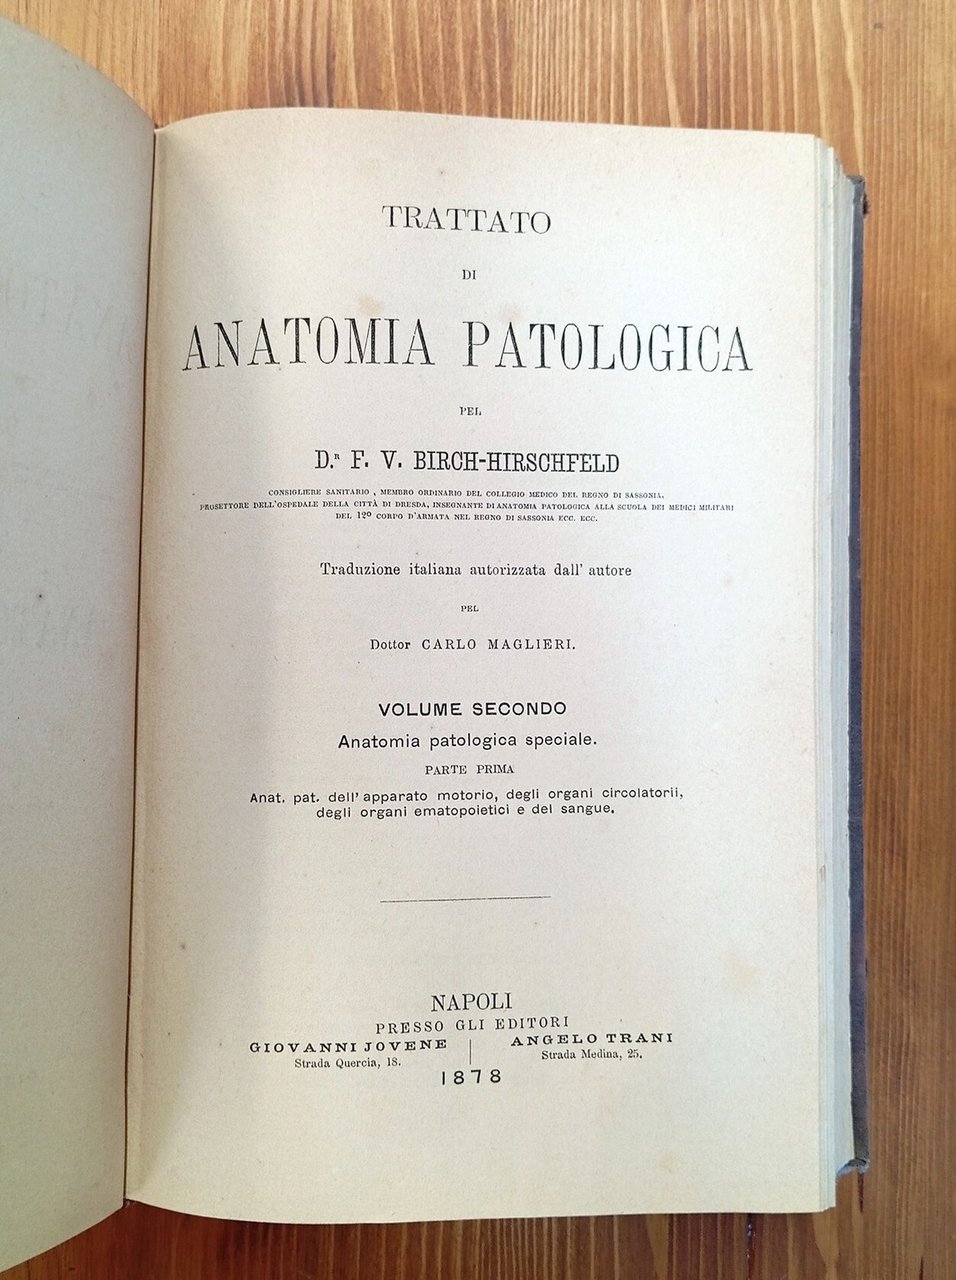 TRATTATO
DI
ANATOMIA PATOLOGICA
PEL
D.R F. V. BIRCH-HIRSCHFELD
CONSIGLIERE SANITARIO, MEMBRO ORDINARIO DEL COLLEGIO MEDICO DEL REGNO DI SASSONIA,
PROSETTORE DELL'OSPEDALE DELLA CITTÀ DI DRESDA, INSEGNANTE DI ANATOMIA PATOLOGICA ALLA SCUOLA DEI MEDICI MILITARI
DEL 12º CORPO D'ARMATA NEL REGNO DI SASSONIA ECC. ECC.
Traduzione italiana autorizzata dall' autore
PEL
Dottor CARLO MAGLIERI.
VOLUME SECONDO
Anatomia patologica speciale.
PARTE PRIMA
Anat. pat. dell' apparato motorio, degli organi circolatorii,
degli organi ematopoietici e del sangue.
NAPOLI
PRESSO GLI EDITORI
GIOVANNI JOVENE
Strada Quercia, 18.
ANGELO TRANI
Strada Medina, 25.
1878